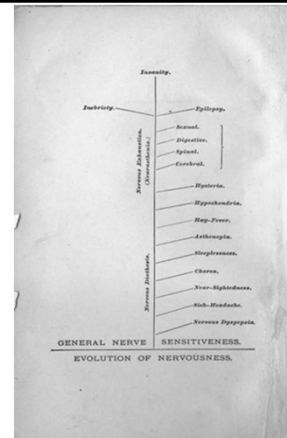 Insanity.
Inebriety.
Epilepsy.
Nervous Exhaustion.
(Neurasthenia.)
Sexual.
Digestive.
Spinal.
Cerebral.
Hysteria.
Hypochondria.
Hay-Fever.
Asthenopia.
Sleeplessness.
Nervous Diathesis.
Chorea.
Near-Sightedness.
Sick-Headache.
Nervous Dyspepsia.
GENERAL NERVE SENSITIVENESS.
EVOLUTION OF NERVOUSNESS.